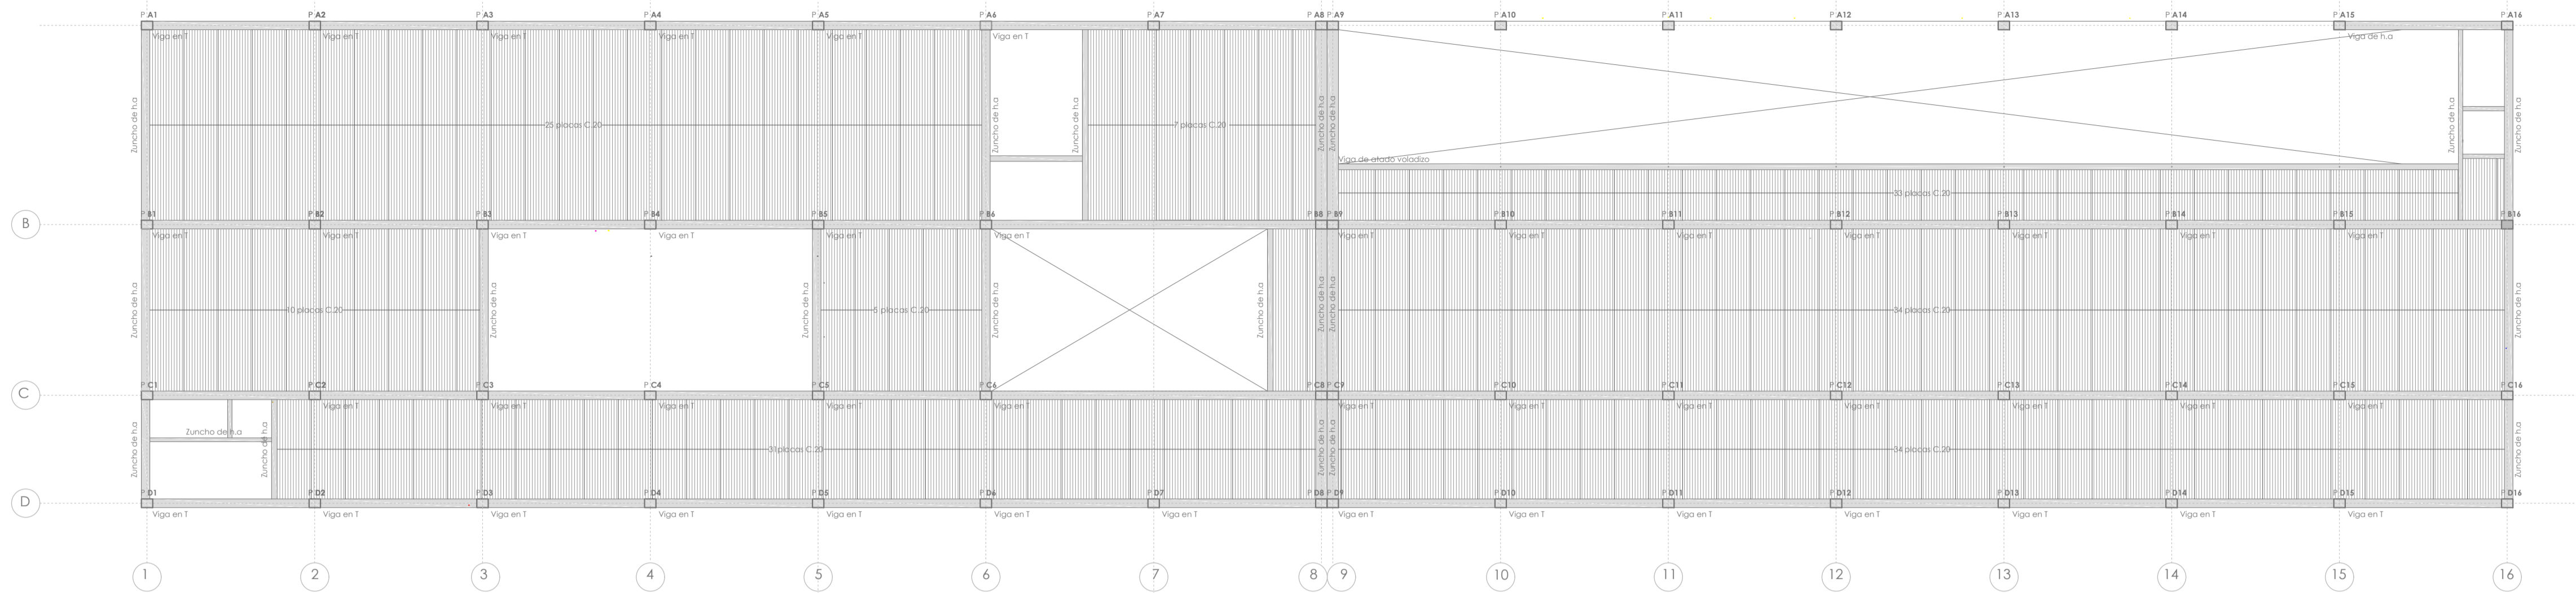 P A1 P A2 P A3 P A4 P A5 P A6 P A7 P A8 P A9 P A10 P A11 P A12 P A13 P A14 P A15 P A16
Viga en T Viga en T Viga en T Viga en T Viga en T Viga en T Viga de h.a
Zuncho de h.a Zuncho de h.a Zuncho de h.a Zuncho de h.a Zuncho de h.a Zuncho de h.a Zuncho de h.a
25 placas C.20 7 placas C.20
Viga de atado voladizo
33 placas C.20
P B1 P B2 P B3 P B4 P B5 P B6 P B8 P B9 P B10 P B11 P B12 P B13 P B14 P B15 P B16
B
Viga en T Viga en T Viga en T Viga en T Viga en T Viga en T Viga en T Viga en T Viga en T Viga en T Viga en T Viga en T Viga en T
Zuncho de h.a Zuncho de h.a Zuncho de h.a Zuncho de h.a Zuncho de h.a Zuncho de h.a Zuncho de h.a Zuncho de h.a
10 placas C.20 5 placas C.20 34 placas C.20
P C1 P C2 P C3 P C4 P C5 P C6 P C8 P C9 P C10 P C11 P C12 P C13 P C14 P C15 P C16
C
Viga en T Viga en T Viga en T Viga en T Viga en T Viga en T Viga en T Viga en T Viga en T Viga en T Viga en T Viga en T
Zuncho de h.a
Zuncho de h.a Zuncho de h.a Zuncho de h.a Zuncho de h.a Zuncho de h.a
31placas C.20 34 placas C.20
P D1 P D2 P D3 P D4 P D5 P D6 P D7 P D8 P D9 P D10 P D11 P D12 P D13 P D14 P D15 P D16
D
Viga en T Viga en T Viga en T Viga en T Viga en T Viga en T Viga en T Viga en T Viga en T Viga en T Viga en T Viga en T Viga en T Viga en T
1 2 3 4 5 6 7 8 9 10 11 12 13 14 15 16